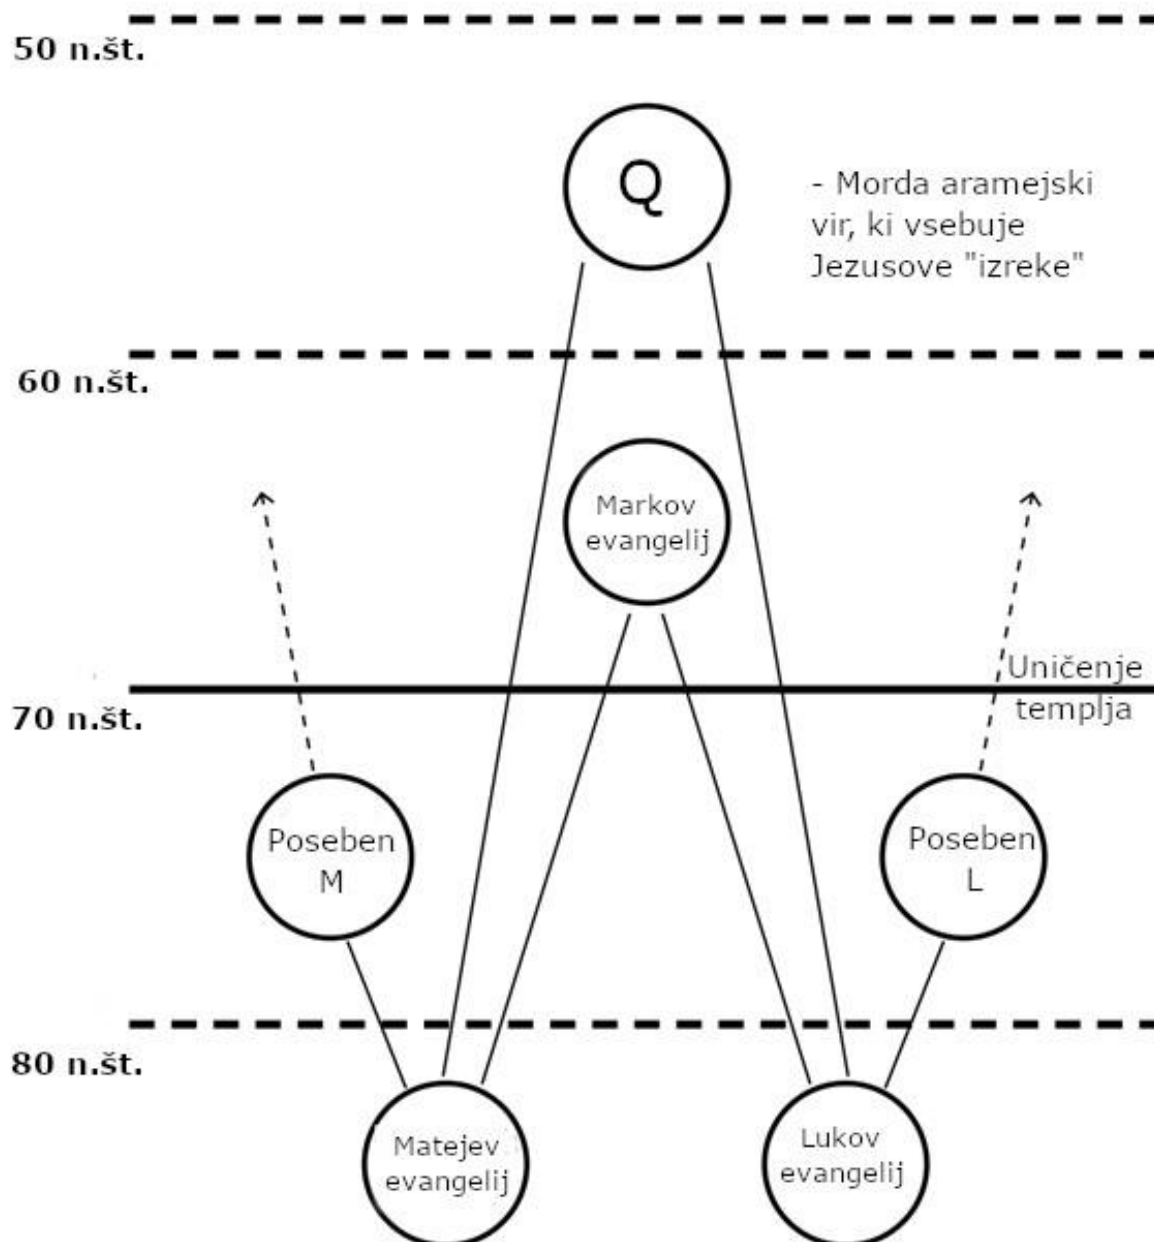 50 n.št.
Q
- Morda aramejski
vir, ki vsebuje
Jezusove "izreke"
60 n.št.
Markov
evangelij
Uničenje
templja
70 n.št.
Poseben
M
Poseben
L
80 n.št.
Matejev
evangelij
Lukov
evangelij